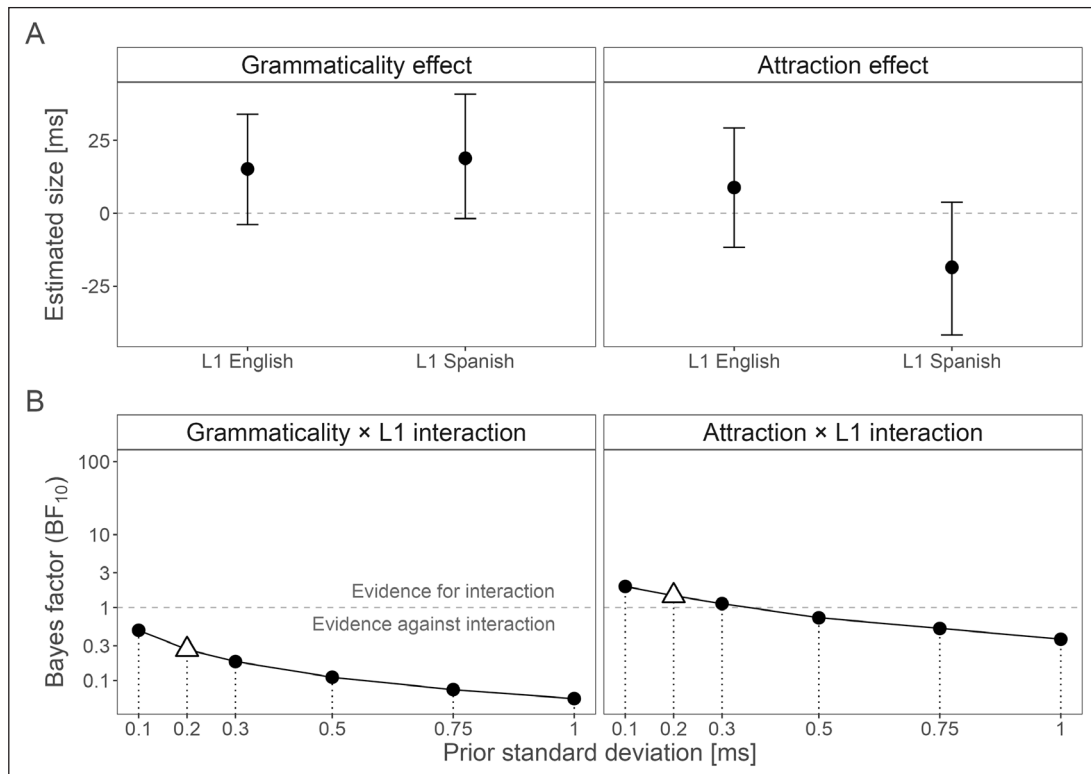 A
Grammaticality effect
Attraction effect
Estimated size [ms]
25
0
-25
L1 English
L1 Spanish
L1 English
L1 Spanish
B
Grammaticality × L1 interaction
Attraction × L1 interaction
Bayes factor (BF₁₀)
100
10
3
1
0.3
0.1
Evidence for interaction
Evidence against interaction
0.1 0.2 0.3 0.5 0.75 1
0.1 0.2 0.3 0.5 0.75 1
Prior standard deviation [ms]